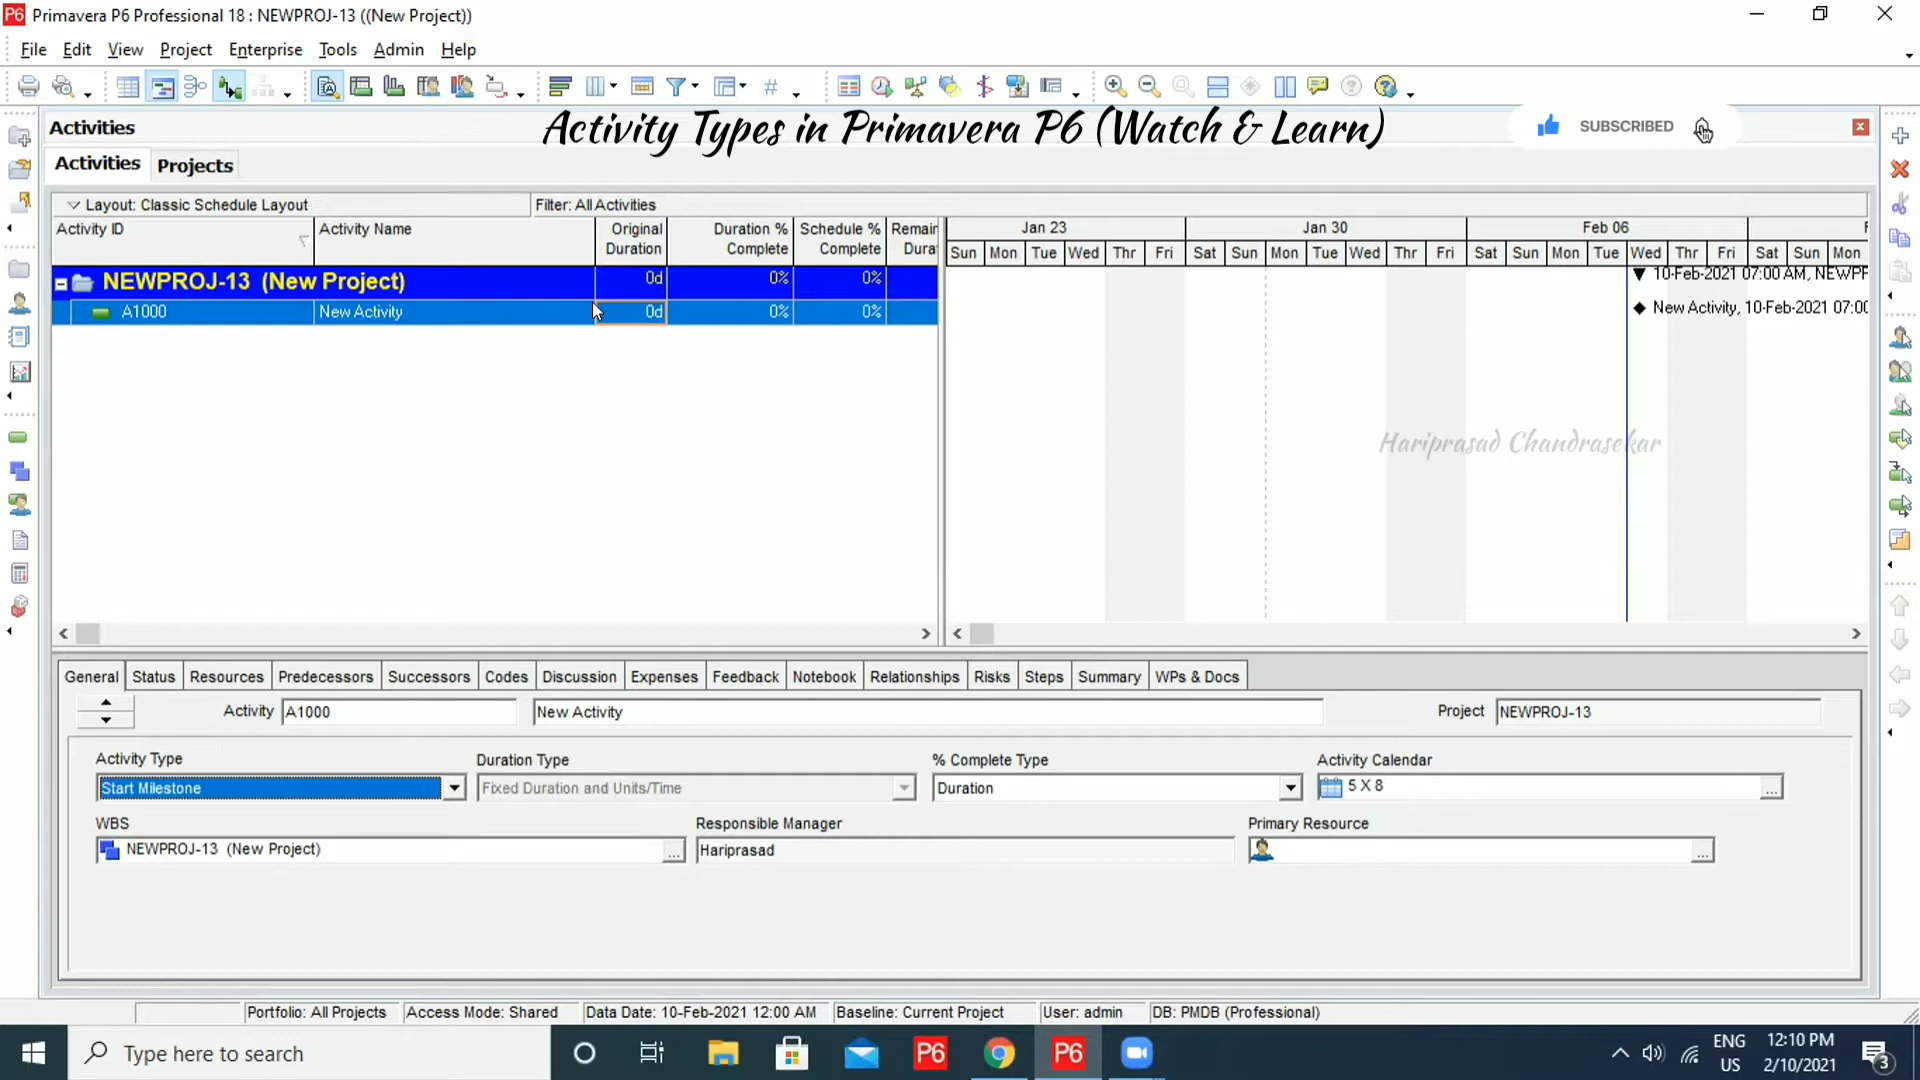 P6 Primavera P6 Professional 18 : NEWPROJ-13 ((New Project))
File Edit View Project Enterprise Tools Admin Help
Activity Types in Primavera P6 (Watch & Learn)
SUBSCRIBED
Activities
Activities Projects
Layout: Classic Schedule Layout Filter: All Activities
Activity ID Activity Name Original Duration Duration % Complete Schedule % Complete Remain Durat
Jan 23 Jan 30 Feb 06 F
Sun Mon Tue Wed Thr Fri Sat Sun Mon Tue Wed Thr Fri Sat Sun Mon Tue Wed Thr Fri Sat Sun Mon
NEWPROJ-13 (New Project) 0d 0% 0%
10-Feb-2021 07:00 AM, NEWPF
A1000 New Activity 0d 0% 0%
New Activity, 10-Feb-2021 07:00
Hariprasad Chandrasekar
General Status Resources Predecessors Successors Codes Discussion Expenses Feedback Notebook Relationships Risks Steps Summary WPs & Docs
Activity A1000 New Activity Project NEWPROJ-13
Activity Type Duration Type % Complete Type Activity Calendar
Start Milestone Fixed Duration and Units/Time Duration 5 X 8 ...
WBS Responsible Manager Primary Resource
NEWPROJ-13 (New Project) ... Hariprasad ...
Portfolio: All Projects Access Mode: Shared Data Date: 10-Feb-2021 12:00 AM Baseline: Current Project User: admin DB: PMDB (Professional)
Type here to search P6 P6 ENG US 12:10 PM 2/10/2021 3